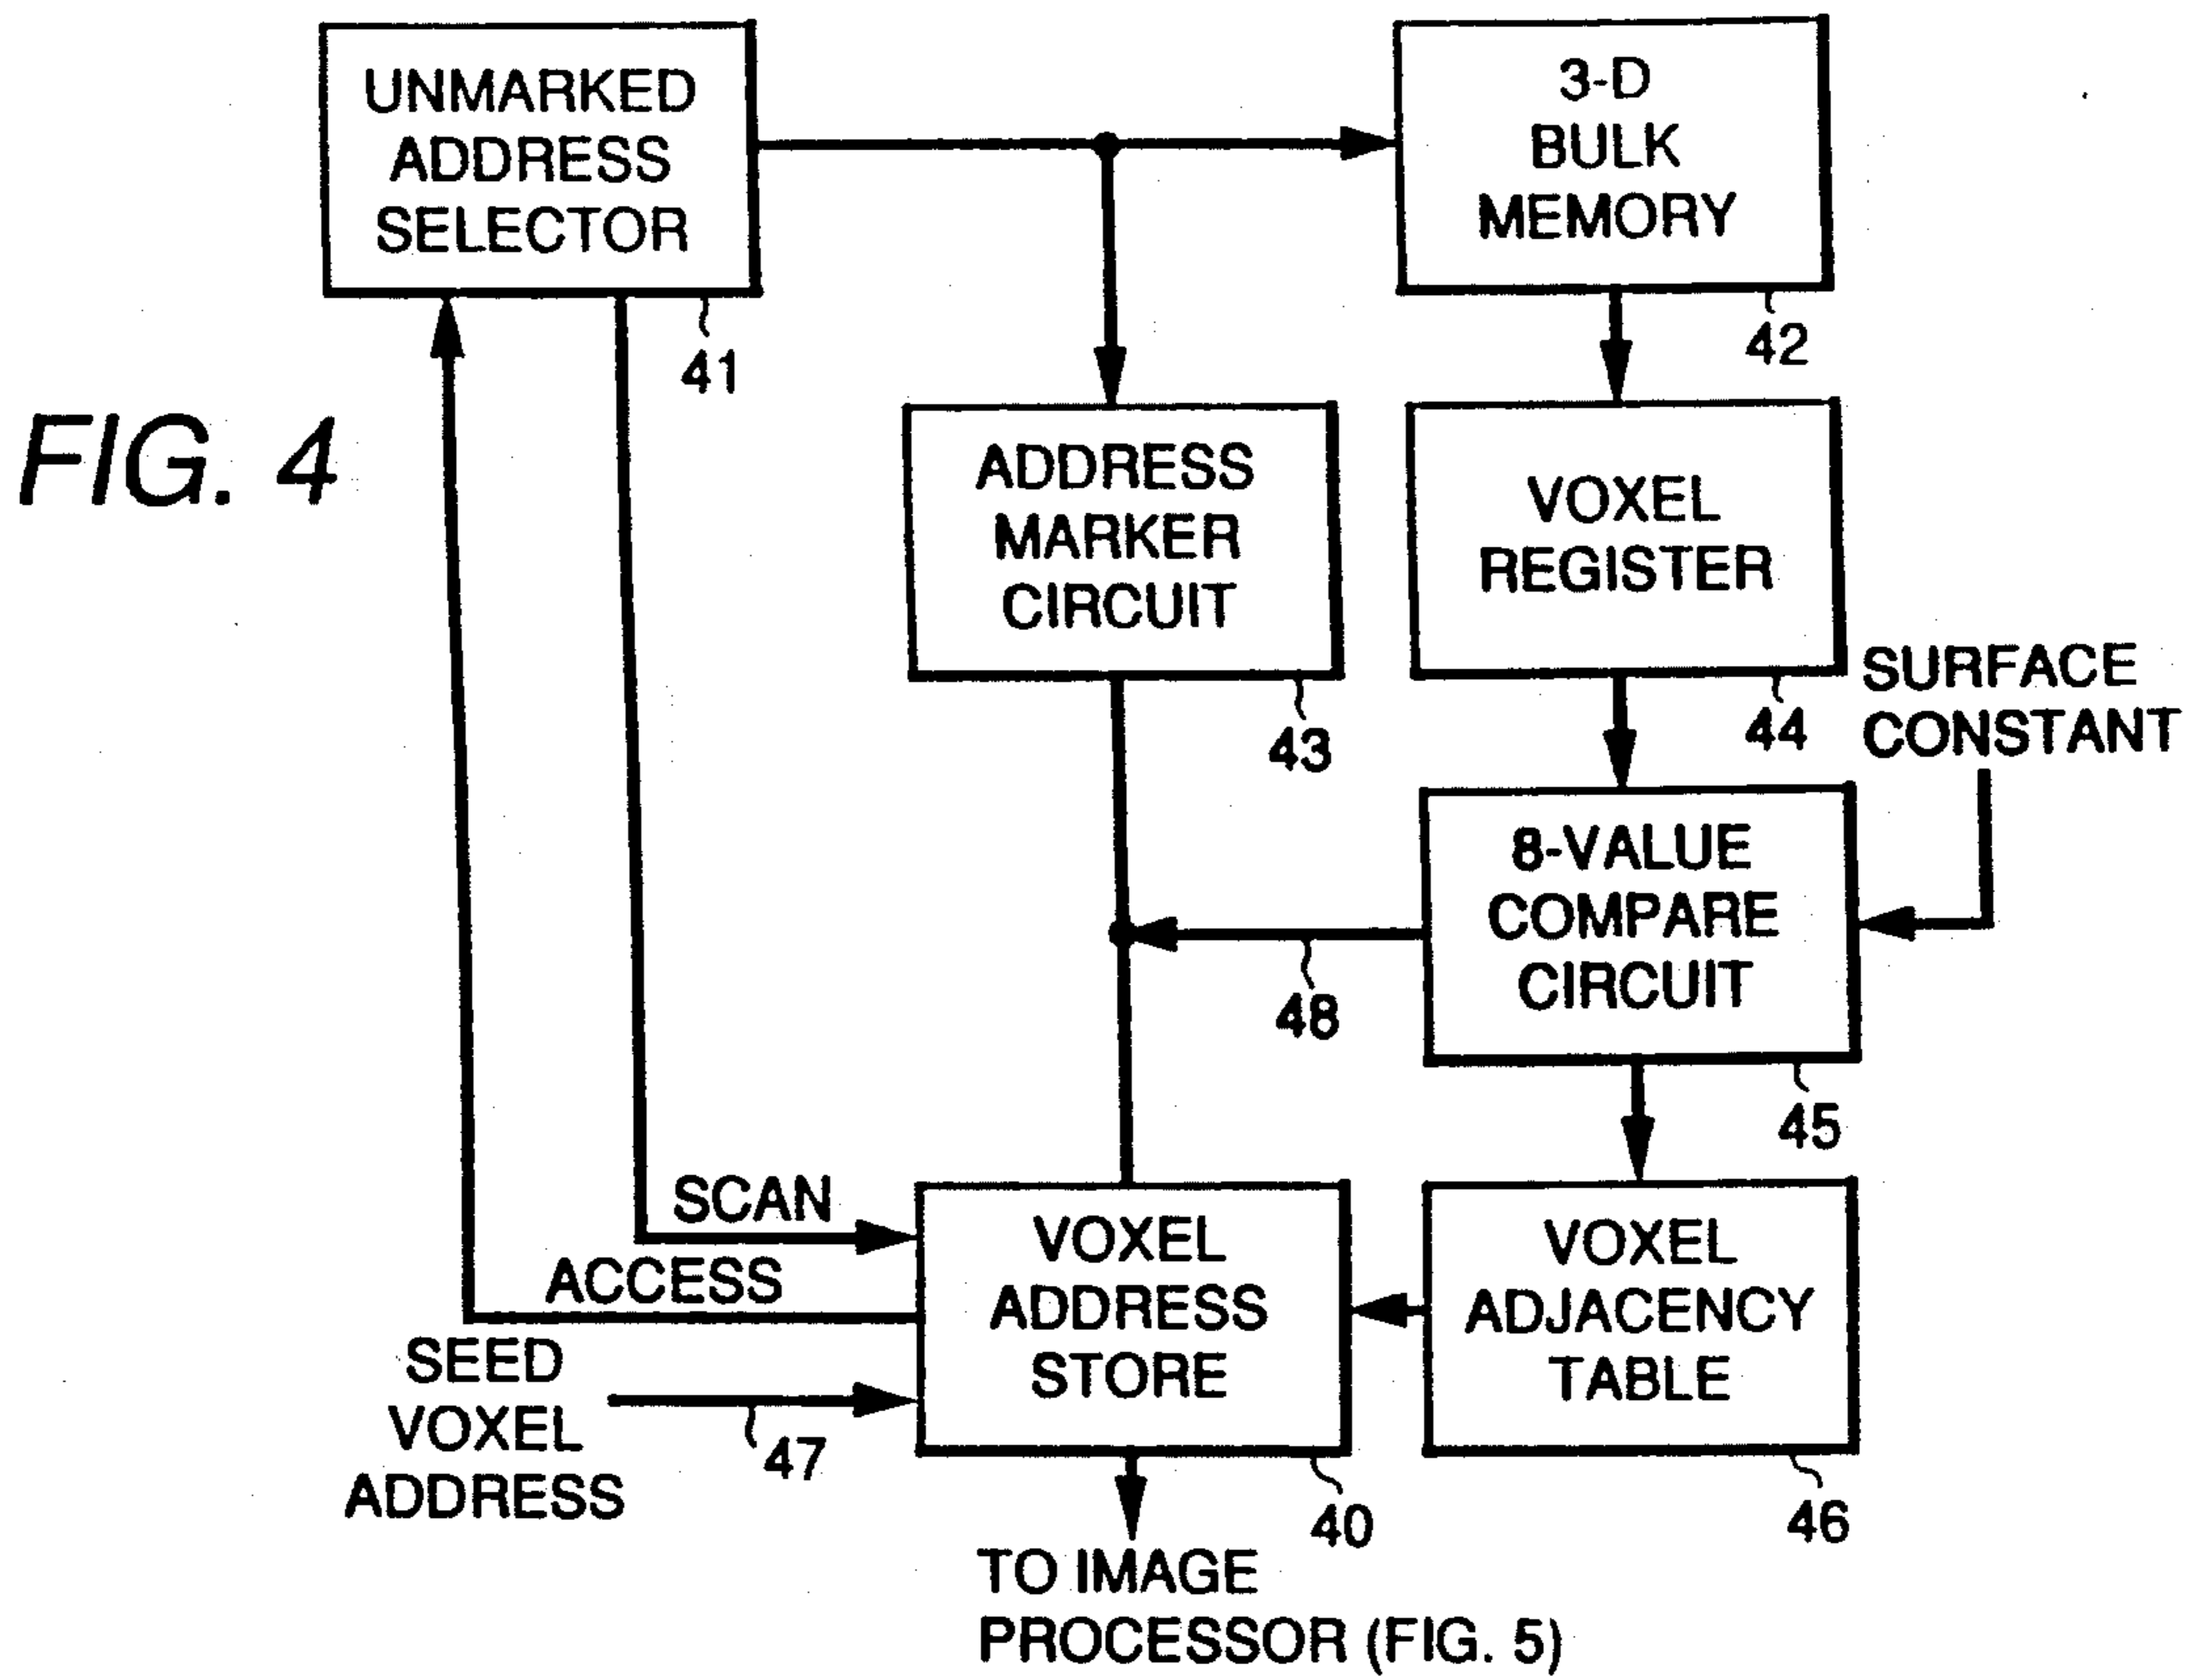 UNMARKED
ADDRESS
SELECTOR
41
3-D
BULK
MEMORY
42
FIG. 4
ADDRESS
MARKER
CIRCUIT
43
VOXEL
REGISTER
44
SURFACE
CONSTANT
8-VALUE
COMPARE
CIRCUIT
45
48
SCAN
ACCESS
SEED
VOXEL
ADDRESS
47
VOXEL
ADDRESS
STORE
40
VOXEL
ADJACENCY
TABLE
46
TO IMAGE
PROCESSOR (FIG. 5)